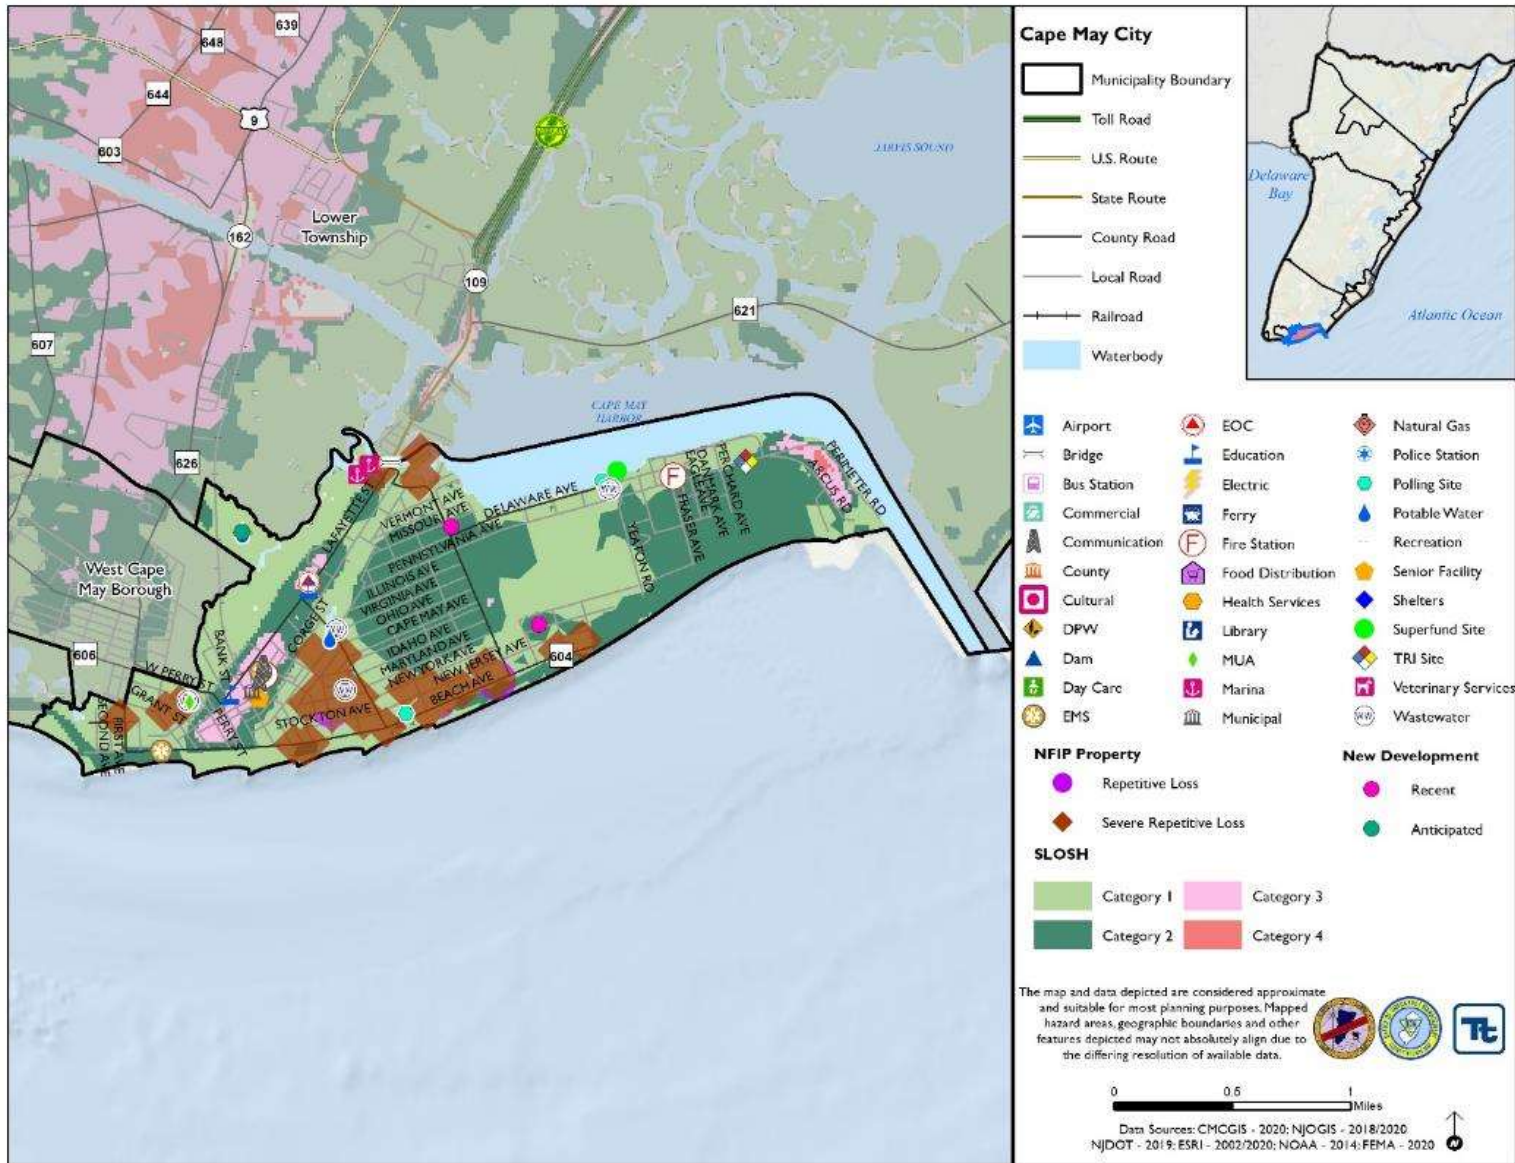 639
648
644
9
603
JARVIS SOUND
Lower
Township
162
109
621
607
CAPE MAY
HARBOR
626
PERIMETER RD
ARCUS RD
DELAWARE AVE
LAFAYETTE ST
VERMONT AVE
MISSOURI AVE
PENNSYLVANIA AVE
ILLINOIS AVE
VIRGINIA AVE
OHIO AVE
CAPE MAY AVE
IDAHO AVE
MARYLAND AVE
NEW YORK AVE
NEW JERSEY AVE
BEACH AVE
EAGLE AVE
DANMARK AVE
FRASER AVE
YEATON RD
F
604
West Cape
May Borough
606
BANK ST
W PERRY ST
GRANT ST
PERRY ST
STOCKTON AVE
FIRST AVE
SECOND AVE
WW
WW
WW
P
Cape May City
Municipality Boundary
Toll Road
U.S. Route
State Route
County Road
Local Road
Railroad
Waterbody
Delaware
Bay
Atlantic Ocean
Airport
Bridge
Bus Station
Commercial
Communication
County
Cultural
DPW
Dam
Day Care
EMS
EOC
Education
Electric
Ferry
F Fire Station
Food Distribution
Health Services
Library
MUA
Marina
Municipal
Natural Gas
Police Station
Polling Site
Potable Water
Recreation
Senior Facility
Shelters
Superfund Site
TRI Site
Veterinary Services
WW Wastewater
NFIP Property
Repetitive Loss
Severe Repetitive Loss
New Development
Recent
Anticipated
SLOSH
Category 1
Category 3
Category 2
Category 4
The map and data depicted are considered approximate
and suitable for most planning purposes. Mapped
hazard areas, geographic boundaries and other
features depicted may not absolutely align due to
the differing resolution of available data.
Tt
0 0.5 1
Miles
Data Sources: CMCGIS - 2020; NJOGIS - 2018/2020
NJDOT - 2019; ESRI - 2002/2020; NOAA - 2014; FEMA - 2020
N